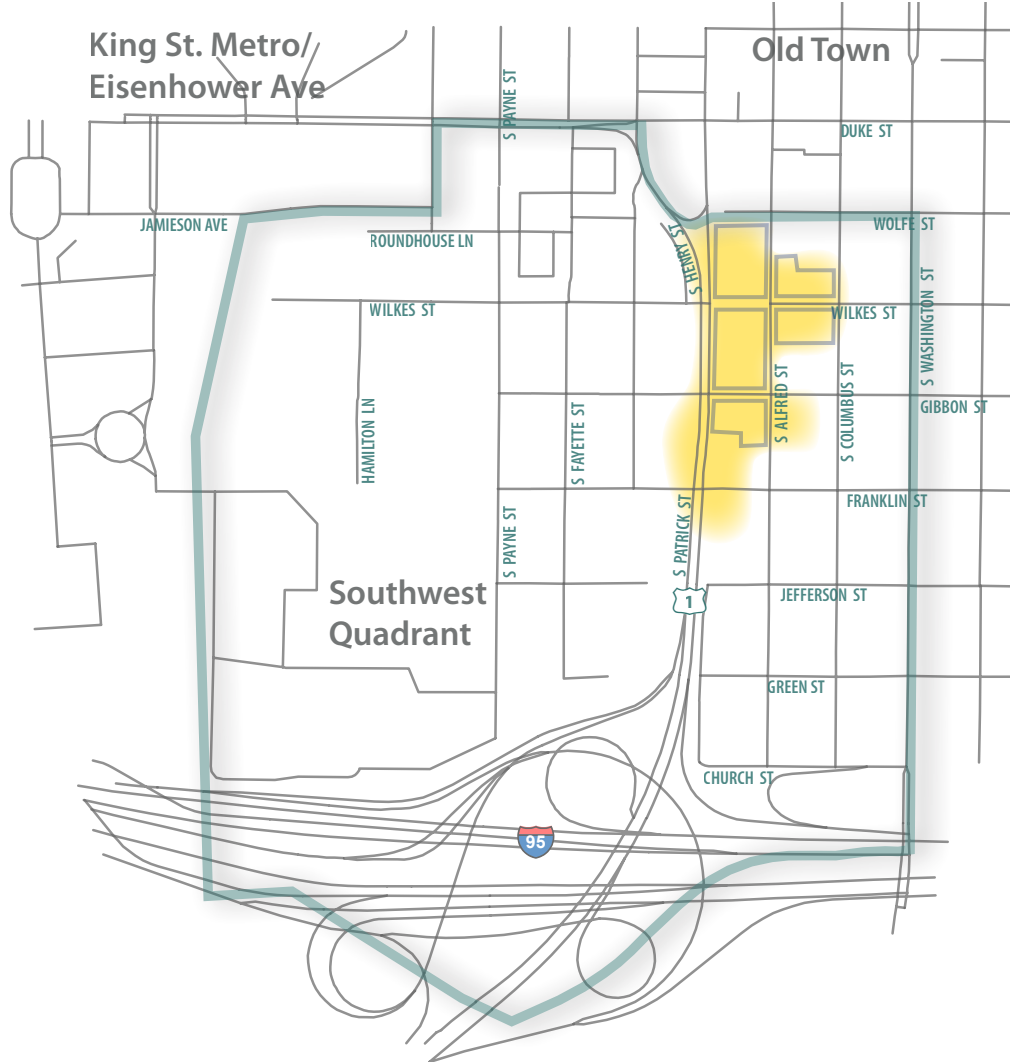 King St. Metro/
Eisenhower Ave
Old Town
S PAYNE ST
DUKE ST
JAMIESON AVE
WOLFE ST
ROUNDHOUSE LN
S HENRY ST
WILKES ST
WILKES ST
S WASHINGTON ST
HAMILTON LN
S FAYETTE ST
S ALFRED ST
S COLUMBUS ST
GIBBON ST
FRANKLIN ST
S PAYNE ST
S PATRICK ST
Southwest
Quadrant
1
JEFFERSON ST
GREEN ST
CHURCH ST
95